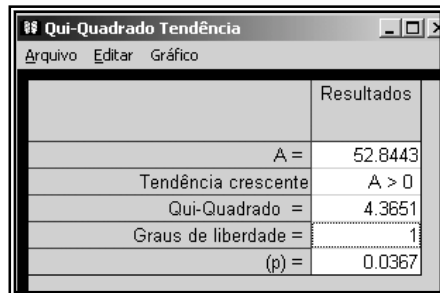 Qui-Quadrado Tendência
Arquivo Editar Gráfico
Resultados
A = 52.8443
Tendência crescente A > 0
Qui-Quadrado = 4.3651
Graus de liberdade = 1
(p) = 0.0367